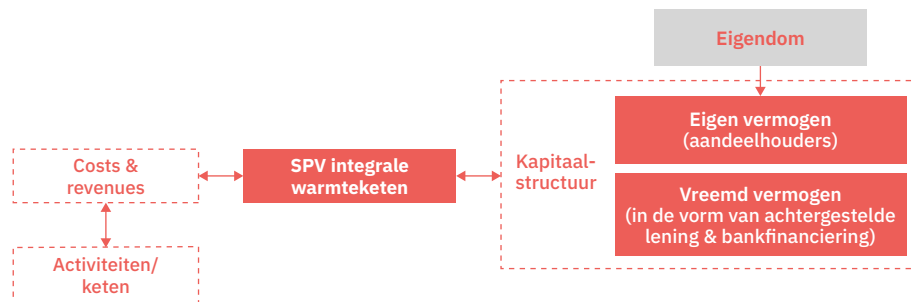 Eigendom
Eigen vermogen
(aandeelhouders)
Kapitaal-
structuur
Vreemd vermogen
(in de vorm van achtergestelde
lening & bankfinanciering)
SPV integrale
warmteketen
Costs &
revenues
Activiteiten/
keten